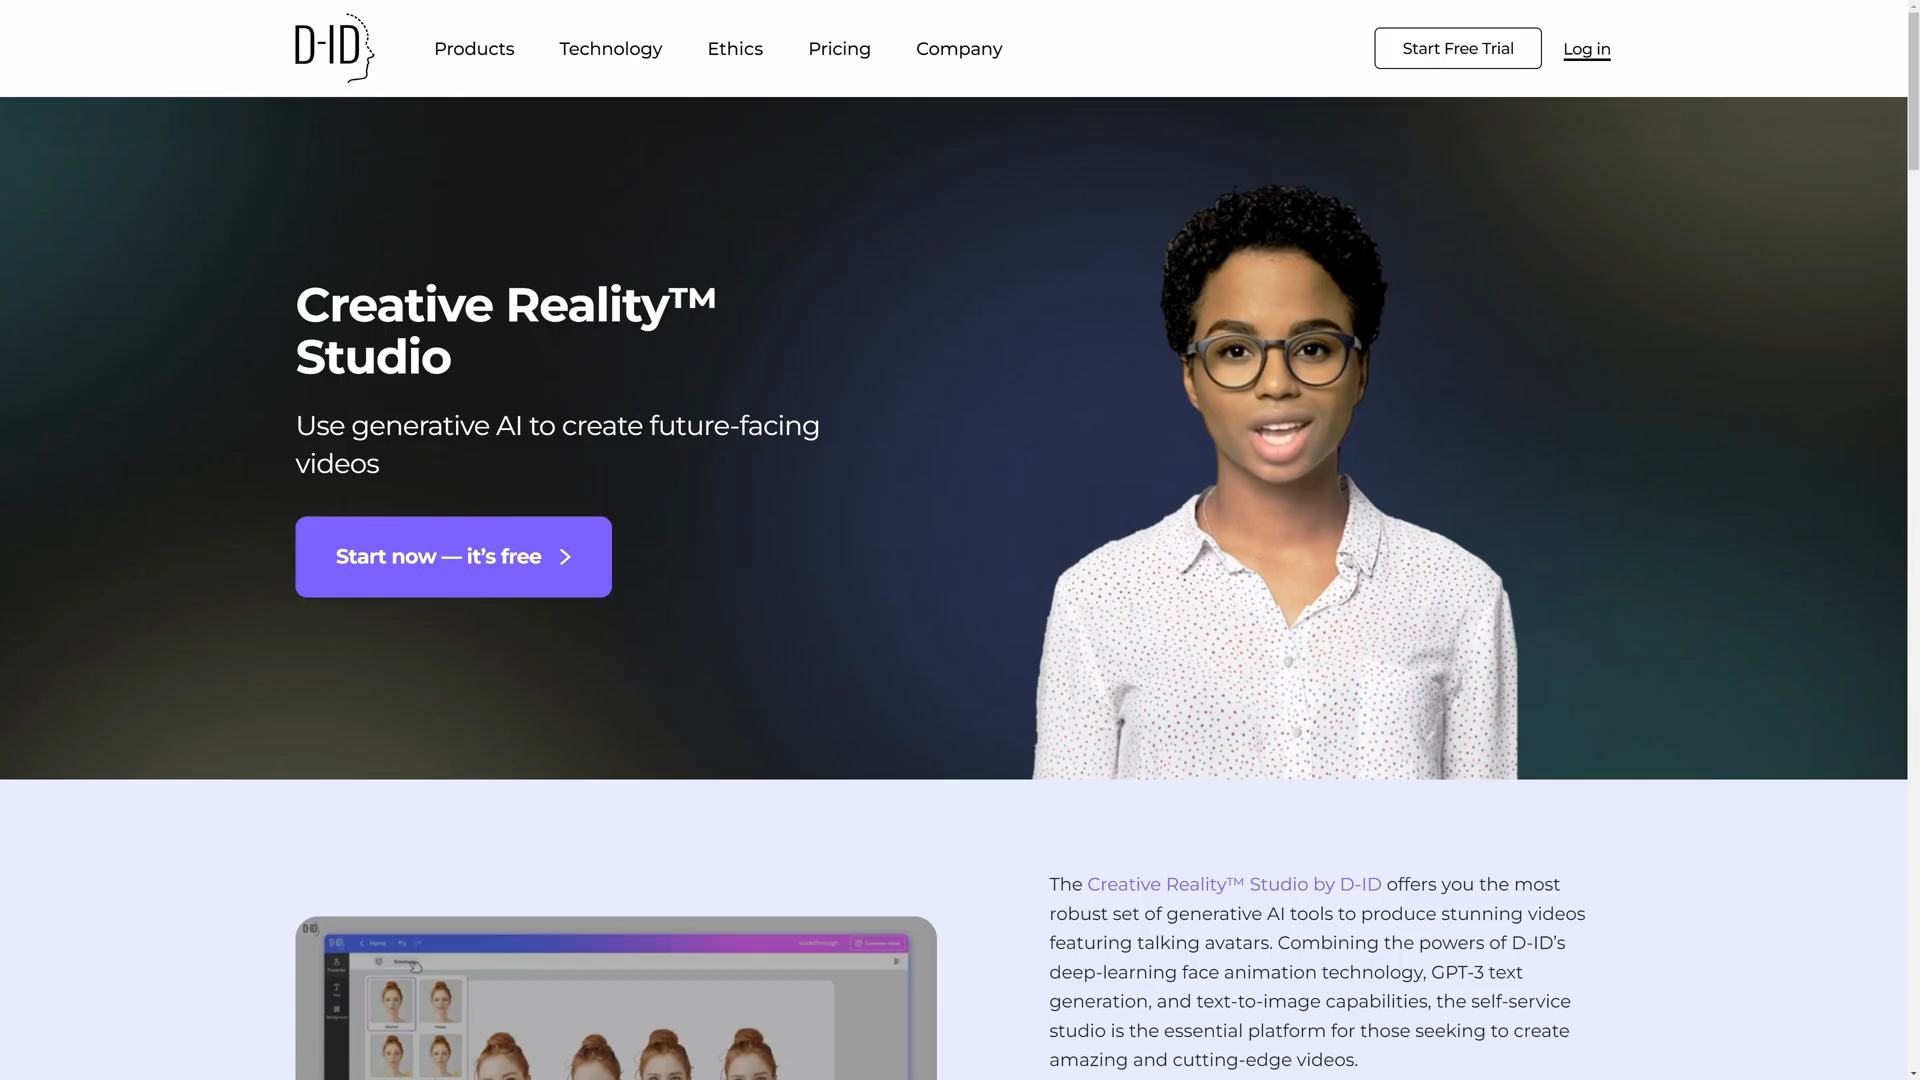 D-ID
Products
Technology
Ethics
Pricing
Company
Start Free Trial
Log in
Creative Reality™
Studio
Use generative AI to create future-facing
videos
Start now — it’s free
The Creative Reality™ Studio by D-ID offers you the most
robust set of generative AI tools to produce stunning videos
featuring talking avatars. Combining the powers of D-ID’s
deep-learning face animation technology, GPT-3 text
generation, and text-to-image capabilities, the self-service
studio is the essential platform for those seeking to create
amazing and cutting-edge videos.
D-ID
D-ID
Home